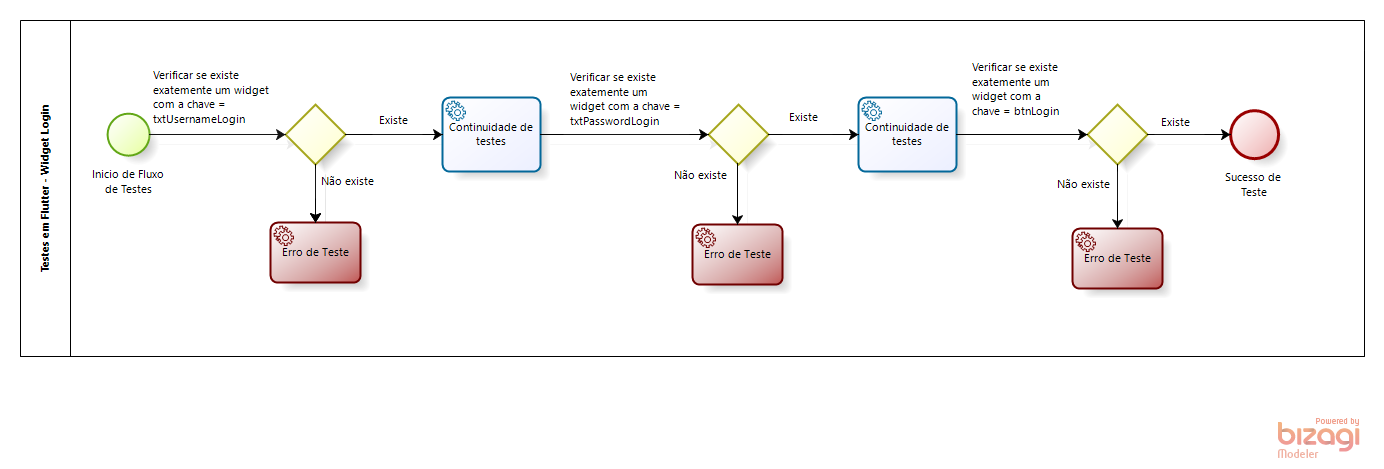 Testes em Flutter - Widget Login
Inicio de Fluxo
de Testes
Verificar se existe
exatemente um widget
com a chave =
txtUsernameLogin
Existe
Não existe
Erro de Teste
Continuidade de
testes
Verificar se existe
exatemente um
widget com a chave =
txtPasswordLogin
Existe
Não existe
Erro de Teste
Continuidade de
testes
Verificar se existe
exatemente um
widget com a
chave = btnLogin
Existe
Não existe
Erro de Teste
Sucesso de
Teste
Powered by
bizagi
Modeler